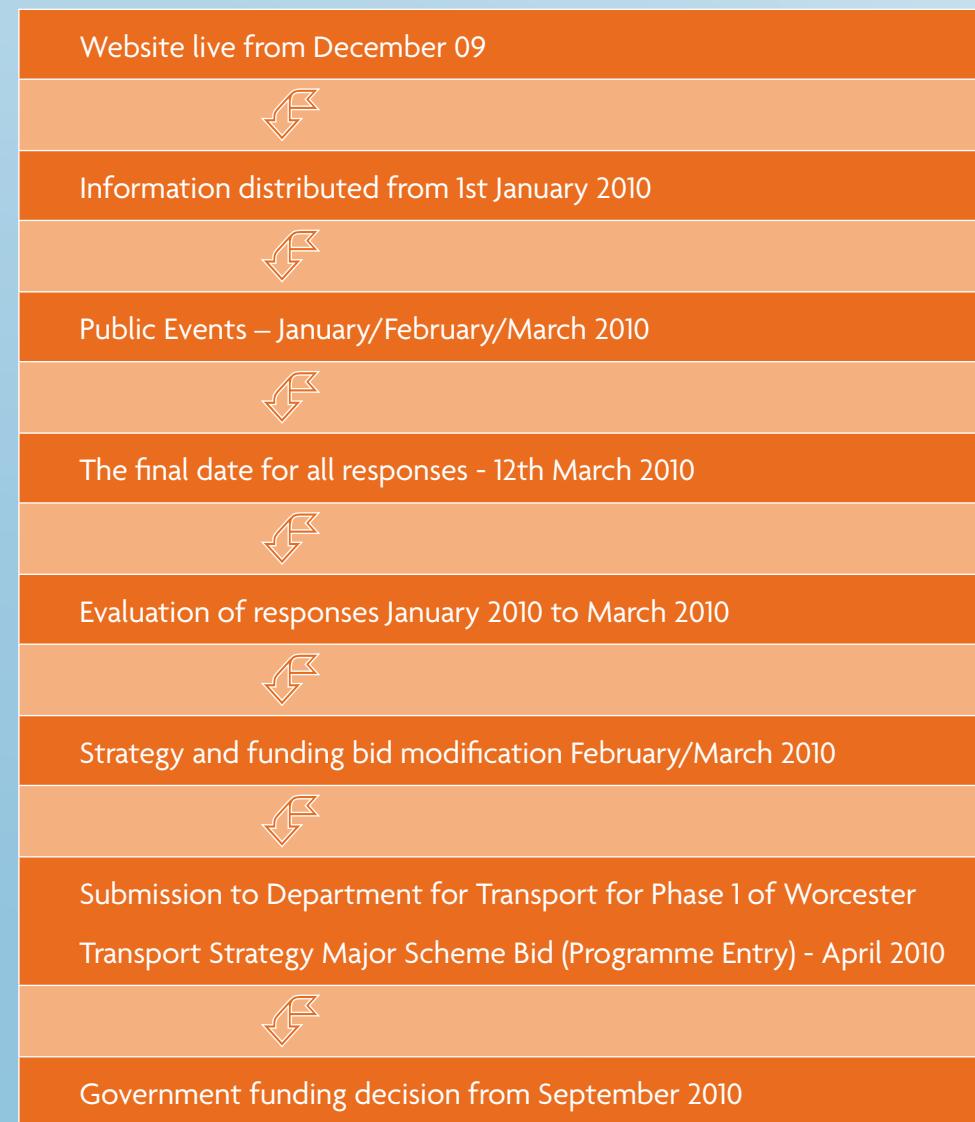 Website live from December 09
Information distributed from 1st January 2010
Public Events – January/February/March 2010
The final date for all responses - 12th March 2010
Evaluation of responses January 2010 to March 2010
Strategy and funding bid modification February/March 2010
Submission to Department for Transport for Phase 1 of Worcester
Transport Strategy Major Scheme Bid (Programme Entry) - April 2010
Government funding decision from September 2010